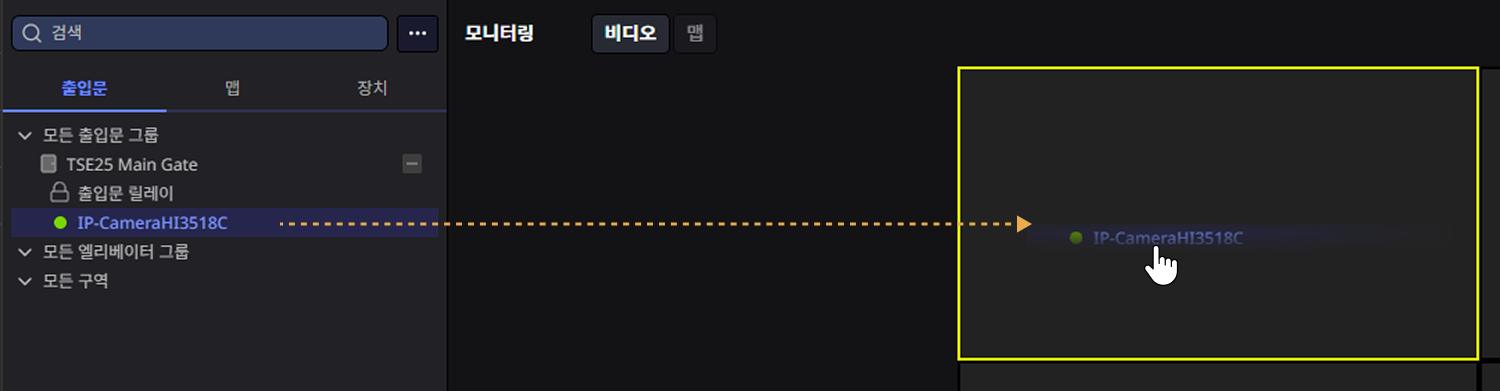 검색
모니터링 비디오 맵
출입문 맵 장치
모든 출입문 그룹
TSE25 Main Gate
출입문 릴레이
IP-CameraHI3518C
IP-CameraHI3518C
모든 엘리베이터 그룹
모든 구역